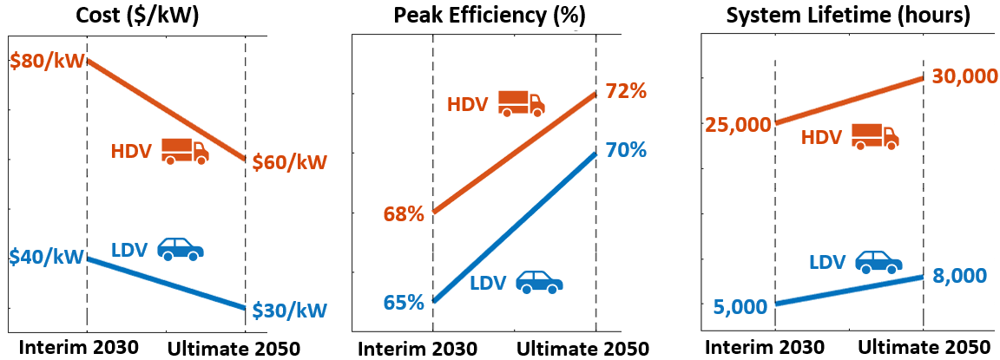 Cost ($/kW)
$80/kW
HDV
$60/kW
$40/kW
LDV
$30/kW
Interim 2030
Ultimate 2050
Peak Efficiency (%)
HDV
72%
70%
68%
LDV
65%
Interim 2030
Ultimate 2050
System Lifetime (hours)
30,000
25,000
HDV
LDV
8,000
5,000
Interim 2030
Ultimate 2050